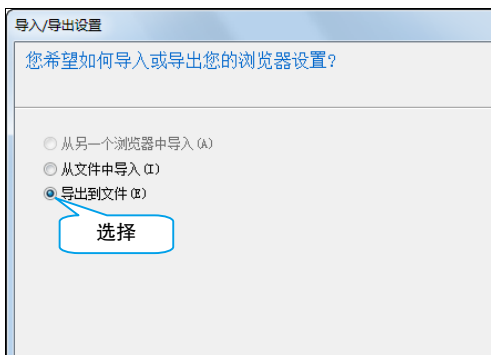 导入/导出设置
您希望如何导入或导出您的浏览器设置?
从另一个浏览器中导入(A)
从文件中导入(I)
导出到文件(E)
选择